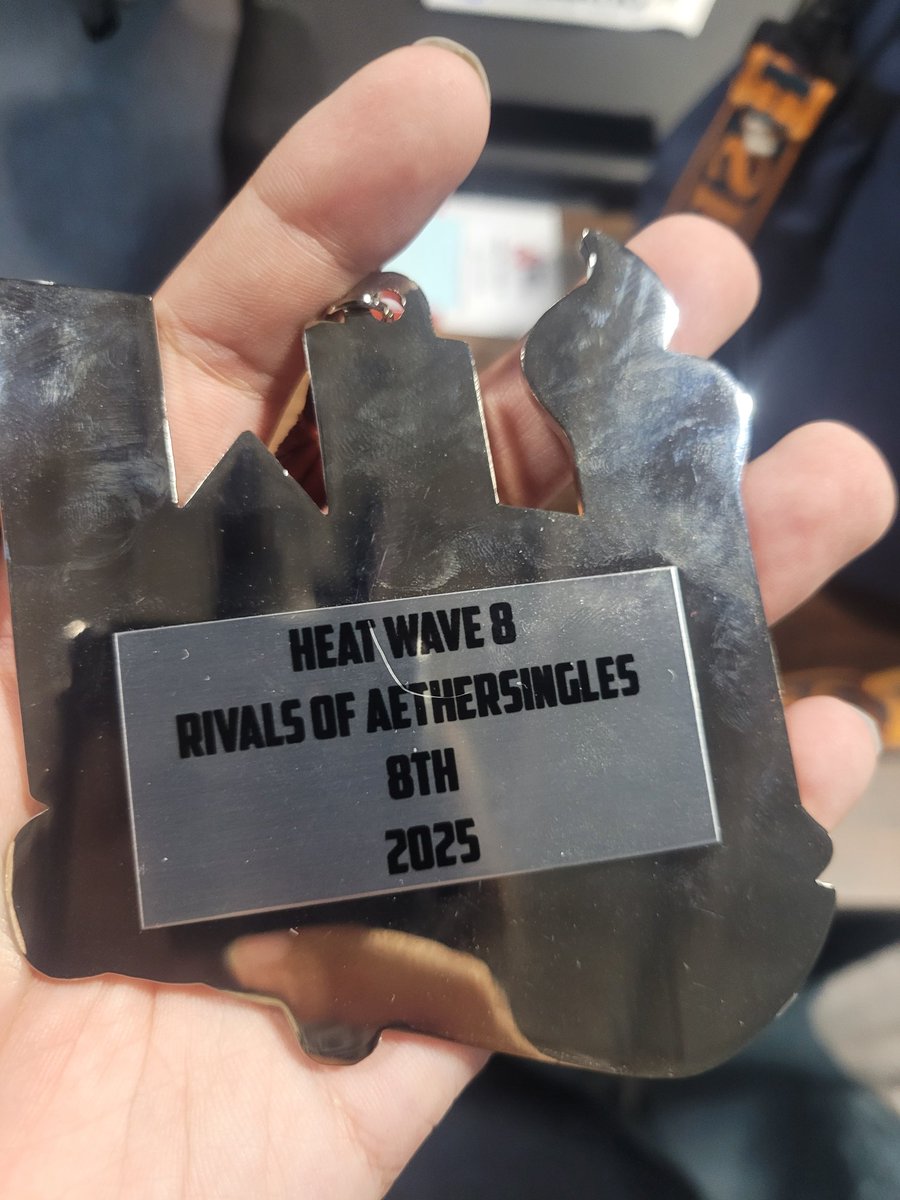 HEAT WAVE 8
RIVALS OF AETHERSINGLES
8TH
2025